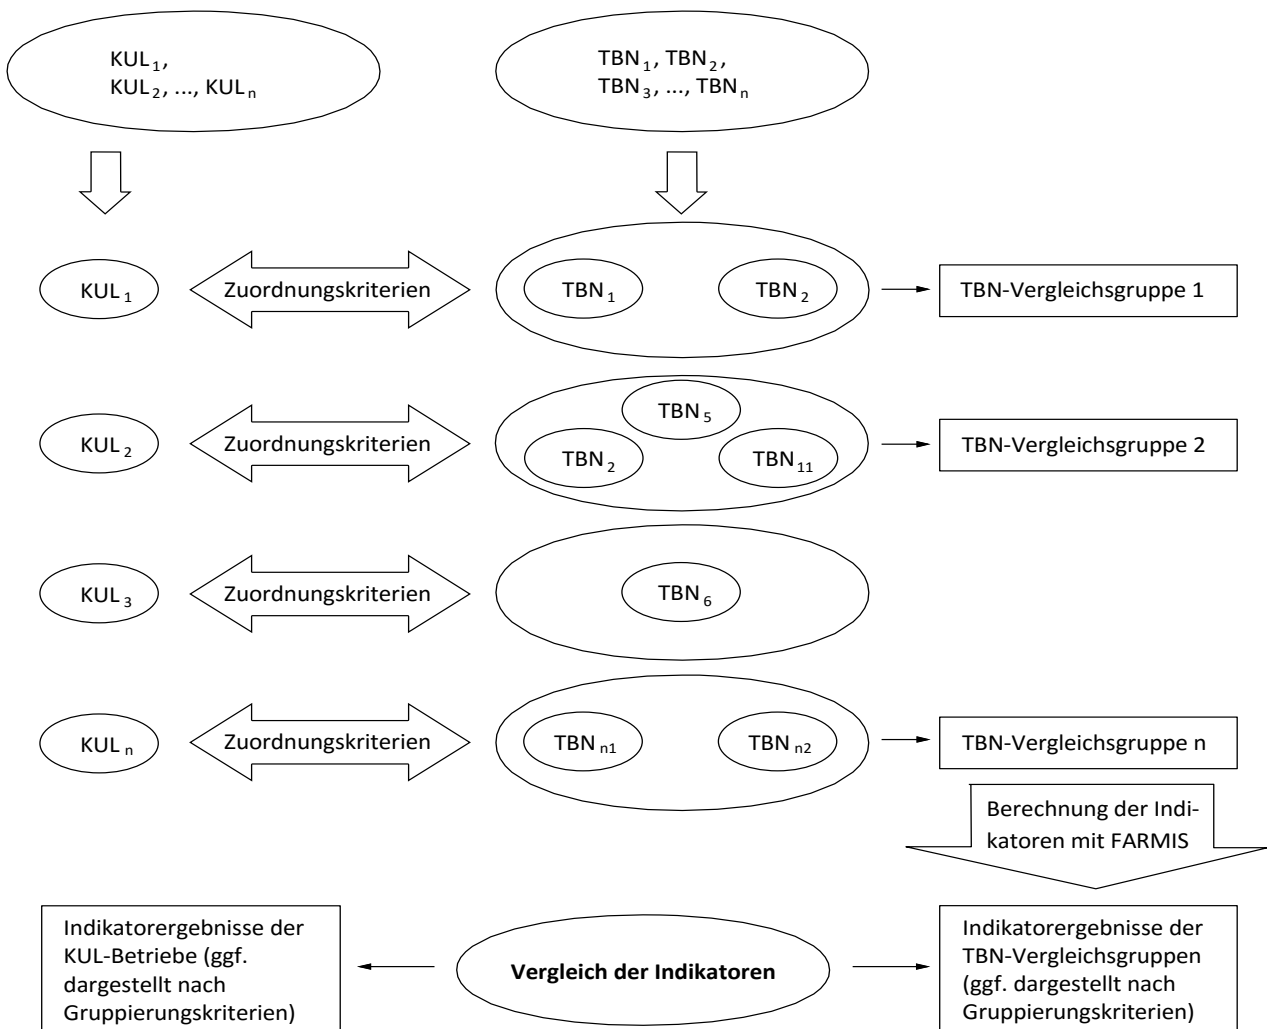 KUL₁,
KUL₂, ..., KULₙ
TBN₁, TBN₂,
TBN₃, ..., TBNₙ
KUL₁
Zuordnungskriterien
TBN₁
TBN₂
TBN-Vergleichsgruppe 1
KUL₂
Zuordnungskriterien
TBN₅
TBN₂
TBN₁₁
TBN-Vergleichsgruppe 2
KUL₃
Zuordnungskriterien
TBN₆
KULₙ
Zuordnungskriterien
TBNₙ₁
TBNₙ₂
TBN-Vergleichsgruppe n
Berechnung der Indi-
katoren mit FARMIS
Indikatorergebnisse der
KUL-Betriebe (ggf.
dargestellt nach
Gruppierungskriterien)
Vergleich der Indikatoren
Indikatorergebnisse der
TBN-Vergleichsgruppen
(ggf. dargestellt nach
Gruppierungskriterien)